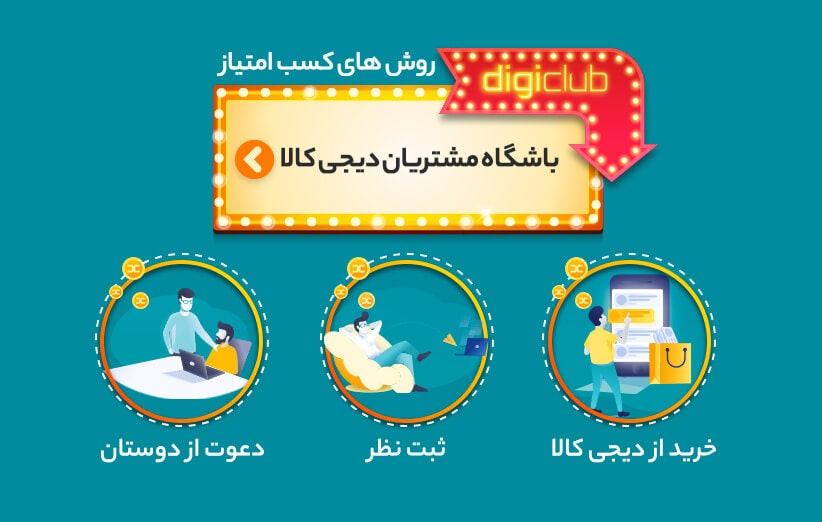 روش های کسب امتیاز
digiclub
باشگاه مشتریان دیجی کالا
خرید از دیجی کالا
ثبت نظر
دعوت از دوستان